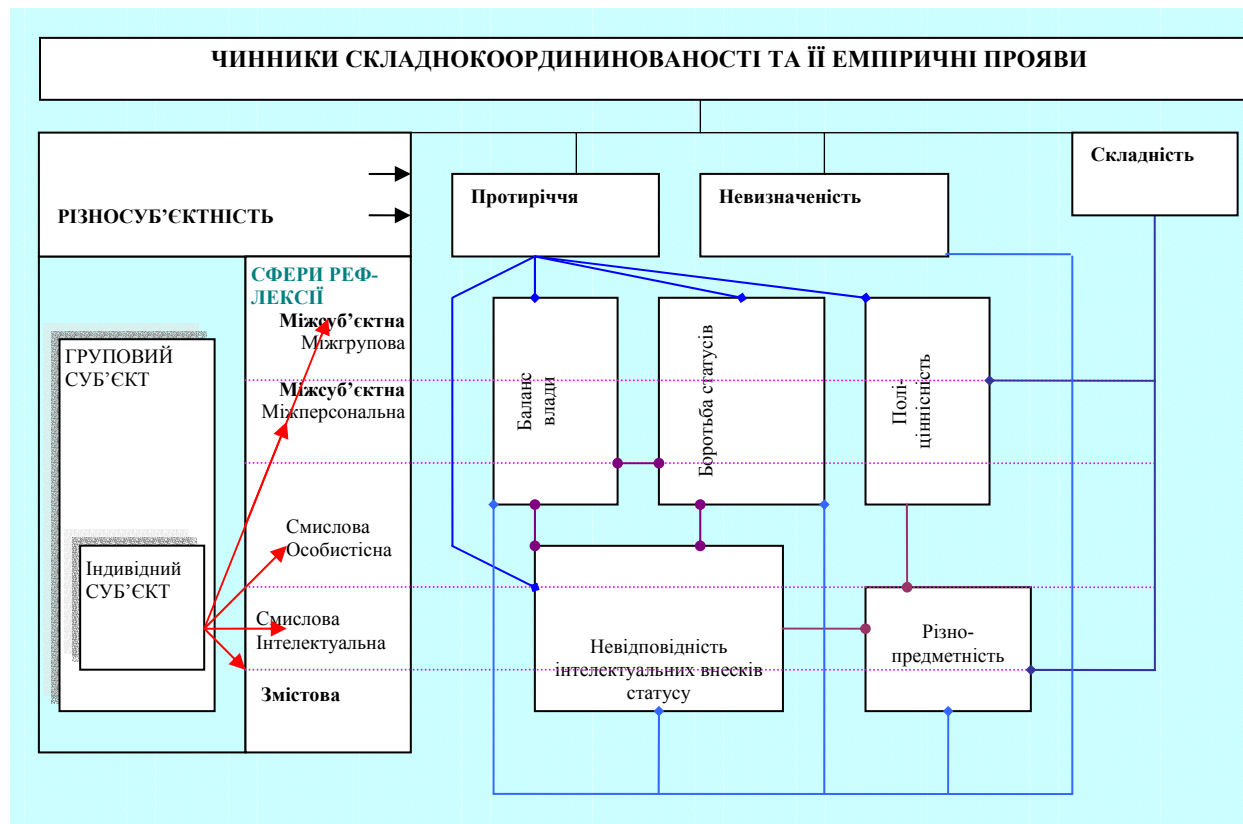 ЧИННИКИ СКЛАДНОКООРДИНИНОВАНОСТІ ТА ЇЇ ЕМПІРИЧНІ ПРОЯВИ
РІЗНОСУБ’ЄКТНІСТЬ
Протиріччя
Невизначеність
Складність
СФЕРИ РЕФ-
ЛЕКСІЇ
Міжсуб’єктна
Міжгрупова
Міжсуб’єктна
Міжперсональна
Смислова
Особистісна
Смислова
Інтелектуальна
Змістова
ГРУПОВИЙ
СУБ’ЄКТ
Індивідний
СУБ’ЄКТ
Баланс
влади
Боротьба статусів
Полі-
ціннісність
Невідповідність
інтелектуальних внесків
статусу
Різно-
предметність